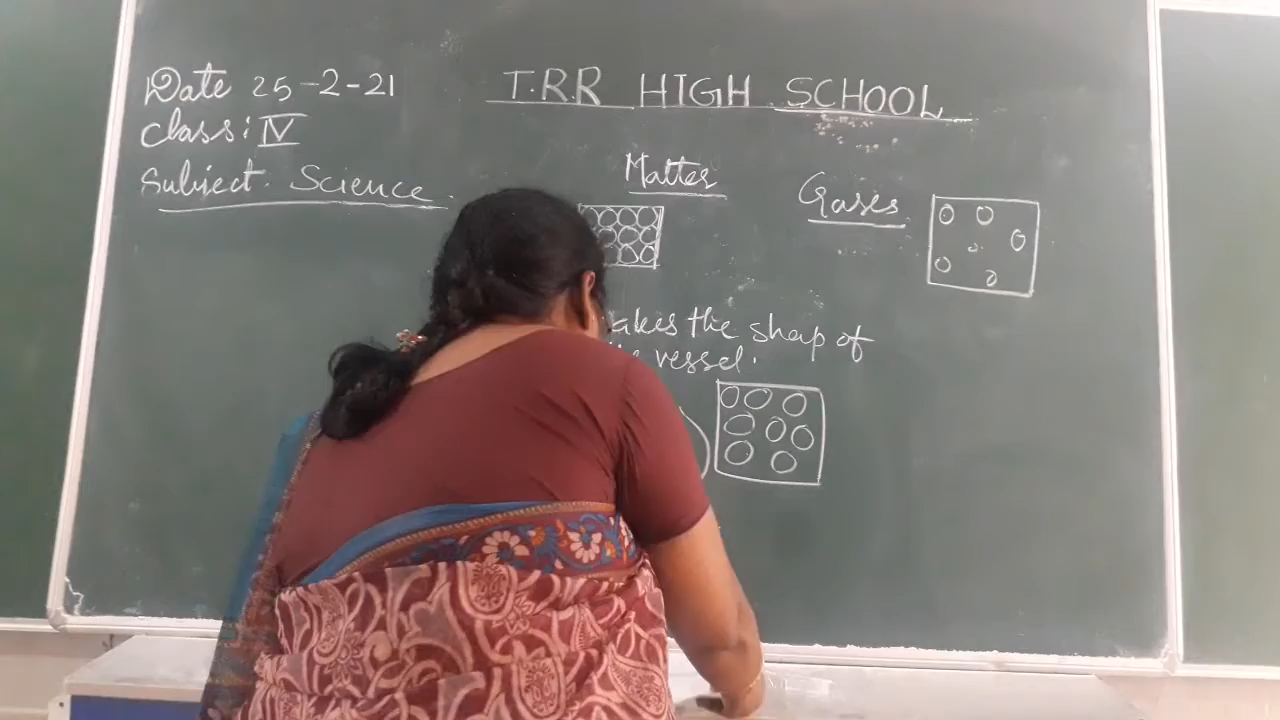 Date 25-2-21
T.R.R HIGH SCHOOL
Class: IV
Subject. Science.
Matter
Gases
akes the shap of
vessel.